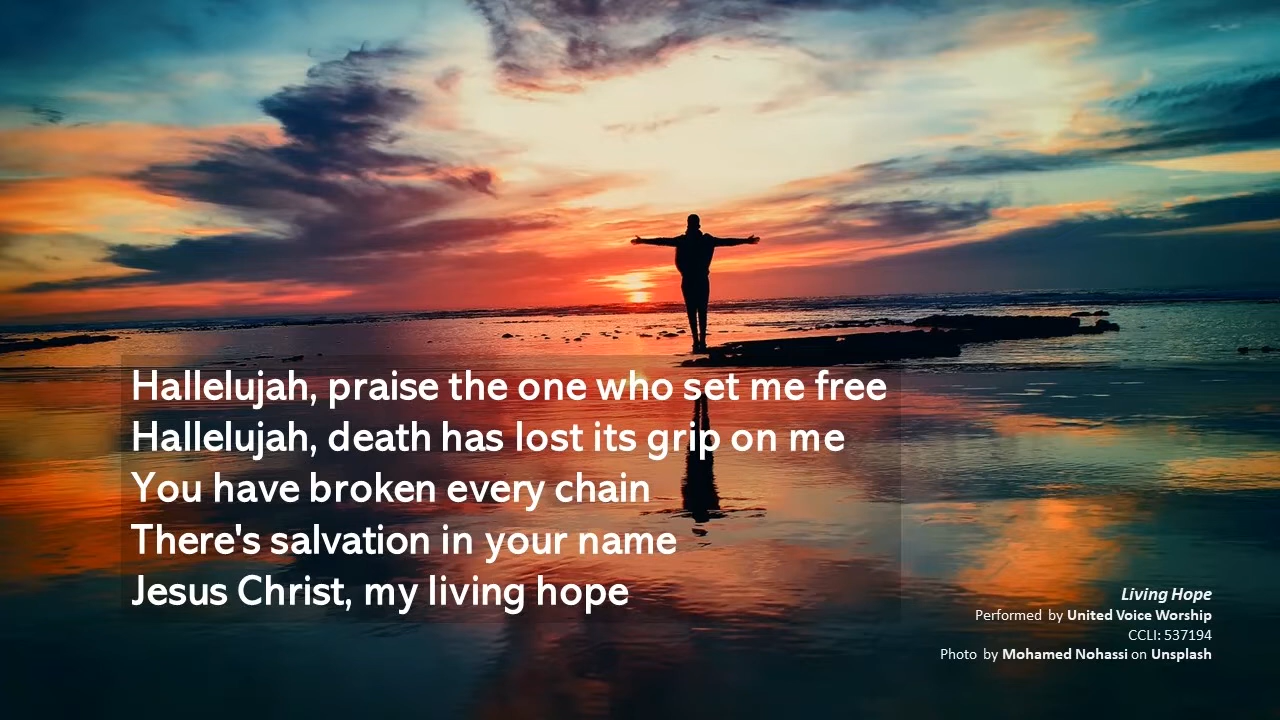 Hallelujah, praise the one who set me free
Hallelujah, death has lost its grip on me
You have broken every chain
There's salvation in your name
Jesus Christ, my living hope
Living Hope
Performed by United Voice Worship
CCLI: 537194
Photo by Mohamed Nohassi on Unsplash